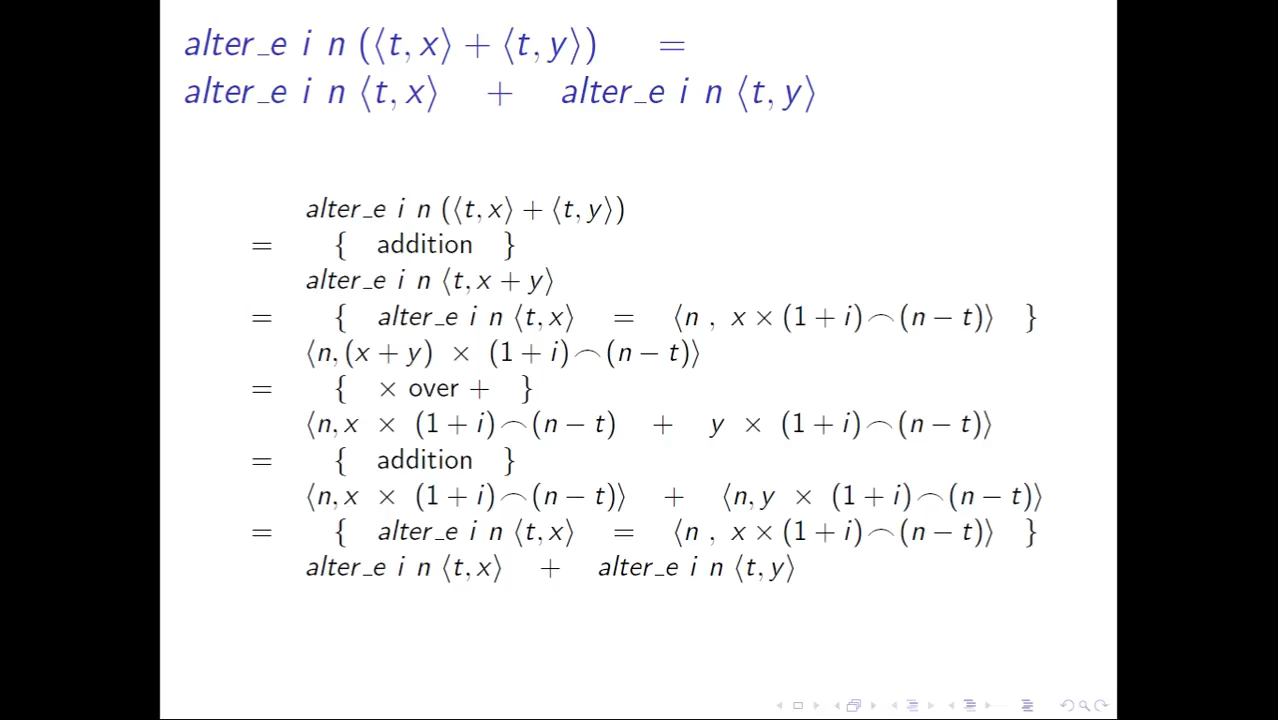 alter_e i n (⟨t, x⟩ + ⟨t, y⟩) =
alter_e i n ⟨t, x⟩ + alter_e i n ⟨t, y⟩
alter_e i n (⟨t, x⟩ + ⟨t, y⟩)
= { addition }
alter_e i n ⟨t, x + y⟩
= { alter_e i n ⟨t, x⟩ = ⟨n , x × (1 + i)⌢(n − t)⟩ }
⟨n, (x + y) × (1 + i)⌢(n − t)⟩
= { × over + }
⟨n, x × (1 + i)⌢(n − t) + y × (1 + i)⌢(n − t)⟩
= { addition }
⟨n, x × (1 + i)⌢(n − t)⟩ + ⟨n, y × (1 + i)⌢(n − t)⟩
= { alter_e i n ⟨t, x⟩ = ⟨n , x × (1 + i)⌢(n − t)⟩ }
alter_e i n ⟨t, x⟩ + alter_e i n ⟨t, y⟩